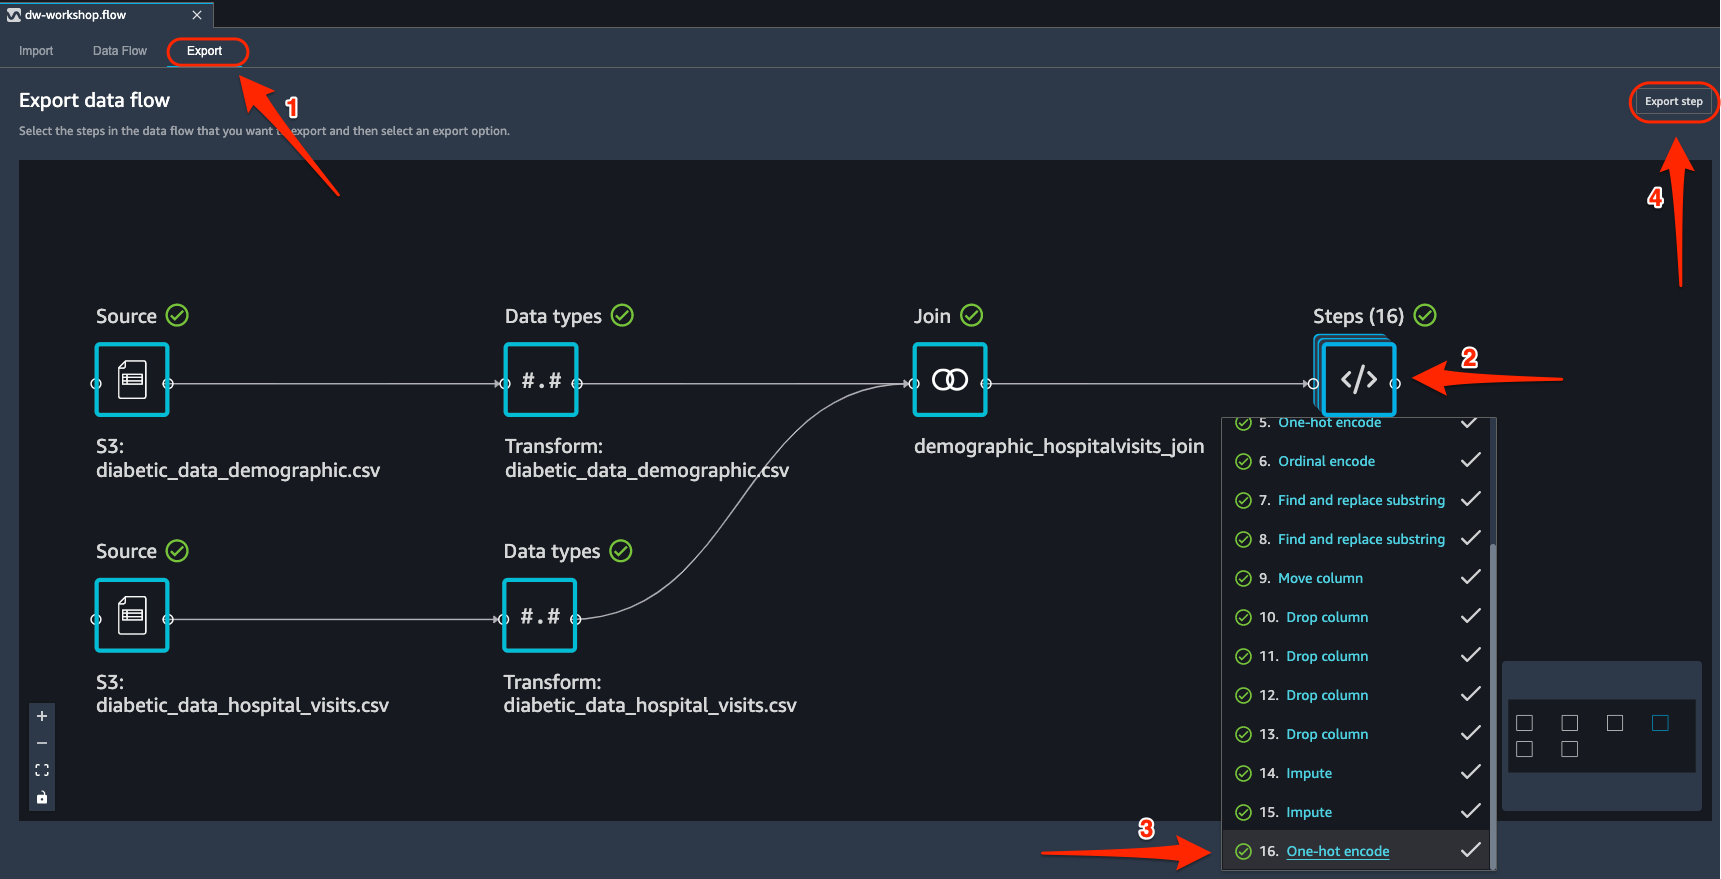 dw-workshop.flow
Import Data Flow Export
1
Export data flow
Export step
Select the steps in the data flow that you want to export and then select an export option.
4
Source
Data types
Join
Steps (16)
#.#
</>
2
S3:
diabetic_data_demographic.csv
Transform:
diabetic_data_demographic.csv
demographic_hospitalvisits_join
5. One-hot encode
6. Ordinal encode
7. Find and replace substring
8. Find and replace substring
9. Move column
10. Drop column
11. Drop column
12. Drop column
13. Drop column
14. Impute
15. Impute
16. One-hot encode
3
Source
Data types
#.#
S3:
diabetic_data_hospital_visits.csv
Transform:
diabetic_data_hospital_visits.csv